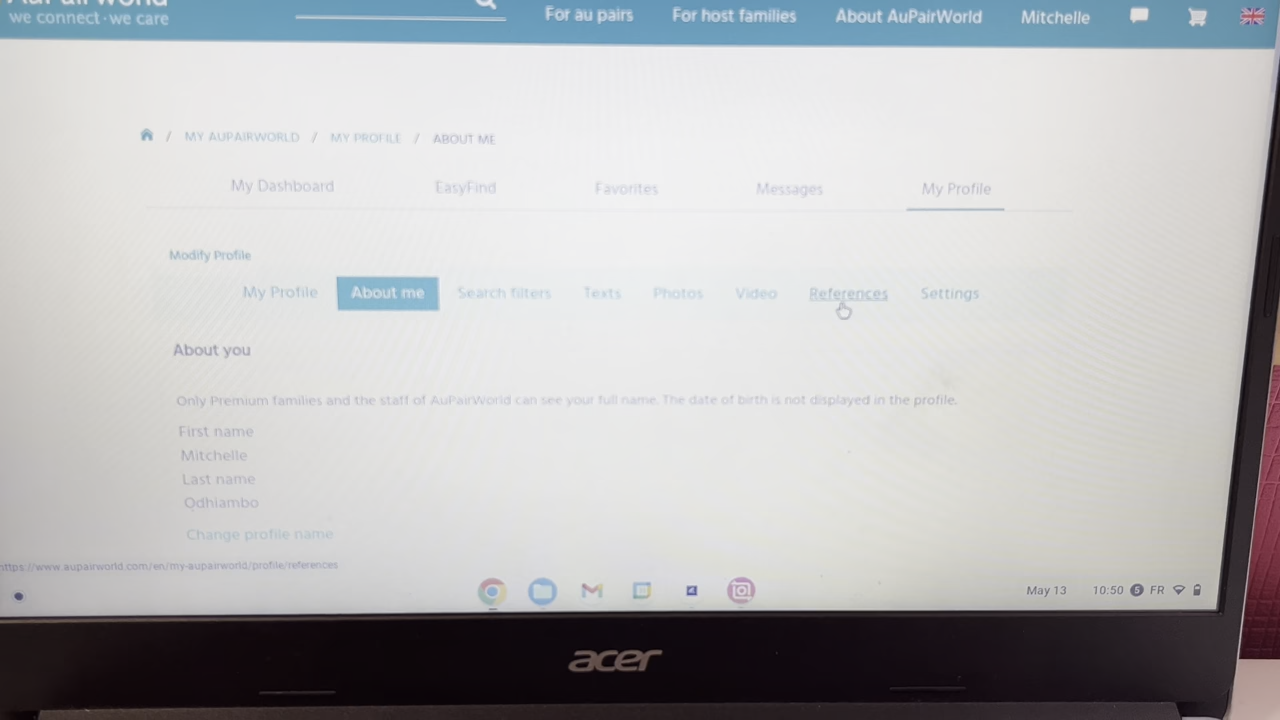 AuPairWorld
we connect · we care
For au pairs For host families About AuPairWorld Mitchelle
/ MY AUPAIRWORLD / MY PROFILE / ABOUT ME
My Dashboard EasyFind Favorites Messages My Profile
Modify Profile
My Profile About me Search filters Texts Photos Video References Settings
About you
Only Premium families and the staff of AuPairWorld can see your full name. The date of birth is not displayed in the profile.
First name
Mitchelle
Last name
Odhiambo
Change profile name
https://www.aupairworld.com/en/my-aupairworld/profile/references
May 13 10:50 5 FR
acer